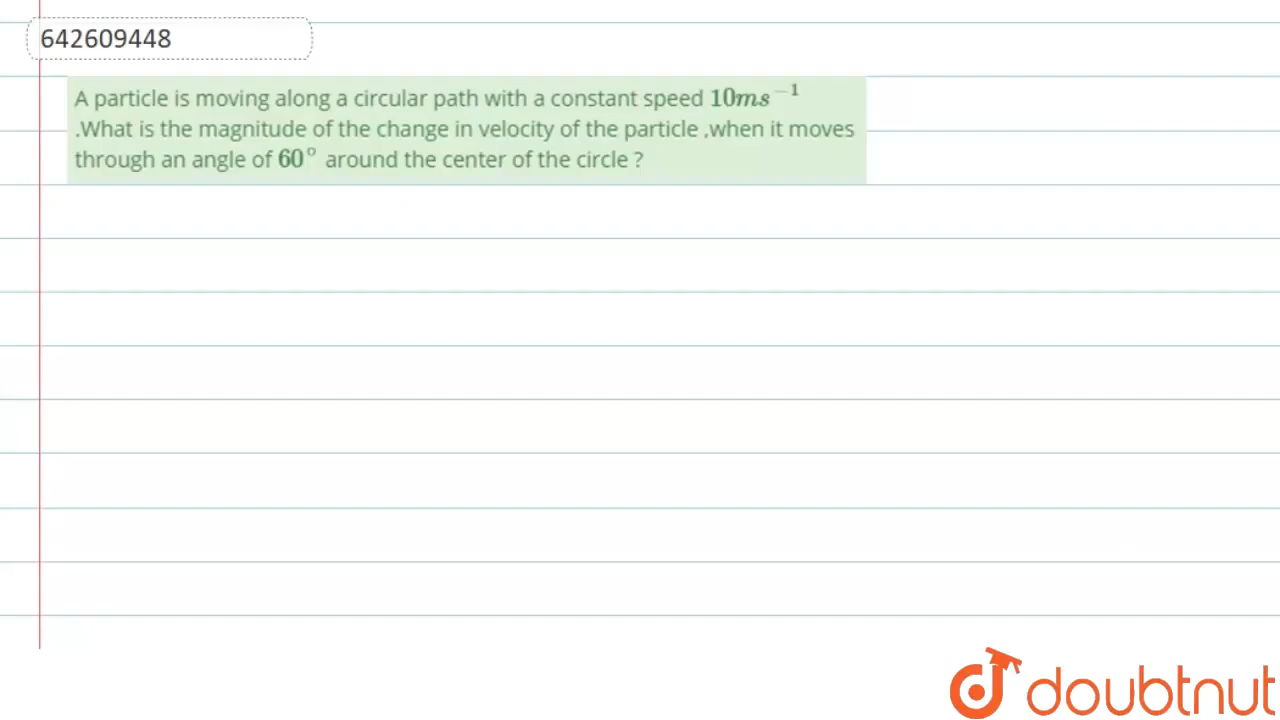 642609448
A particle is moving along a circular path with a constant speed 10ms⁻¹
.What is the magnitude of the change in velocity of the particle ,when it moves
through an angle of 60° around the center of the circle ?
doubtnut